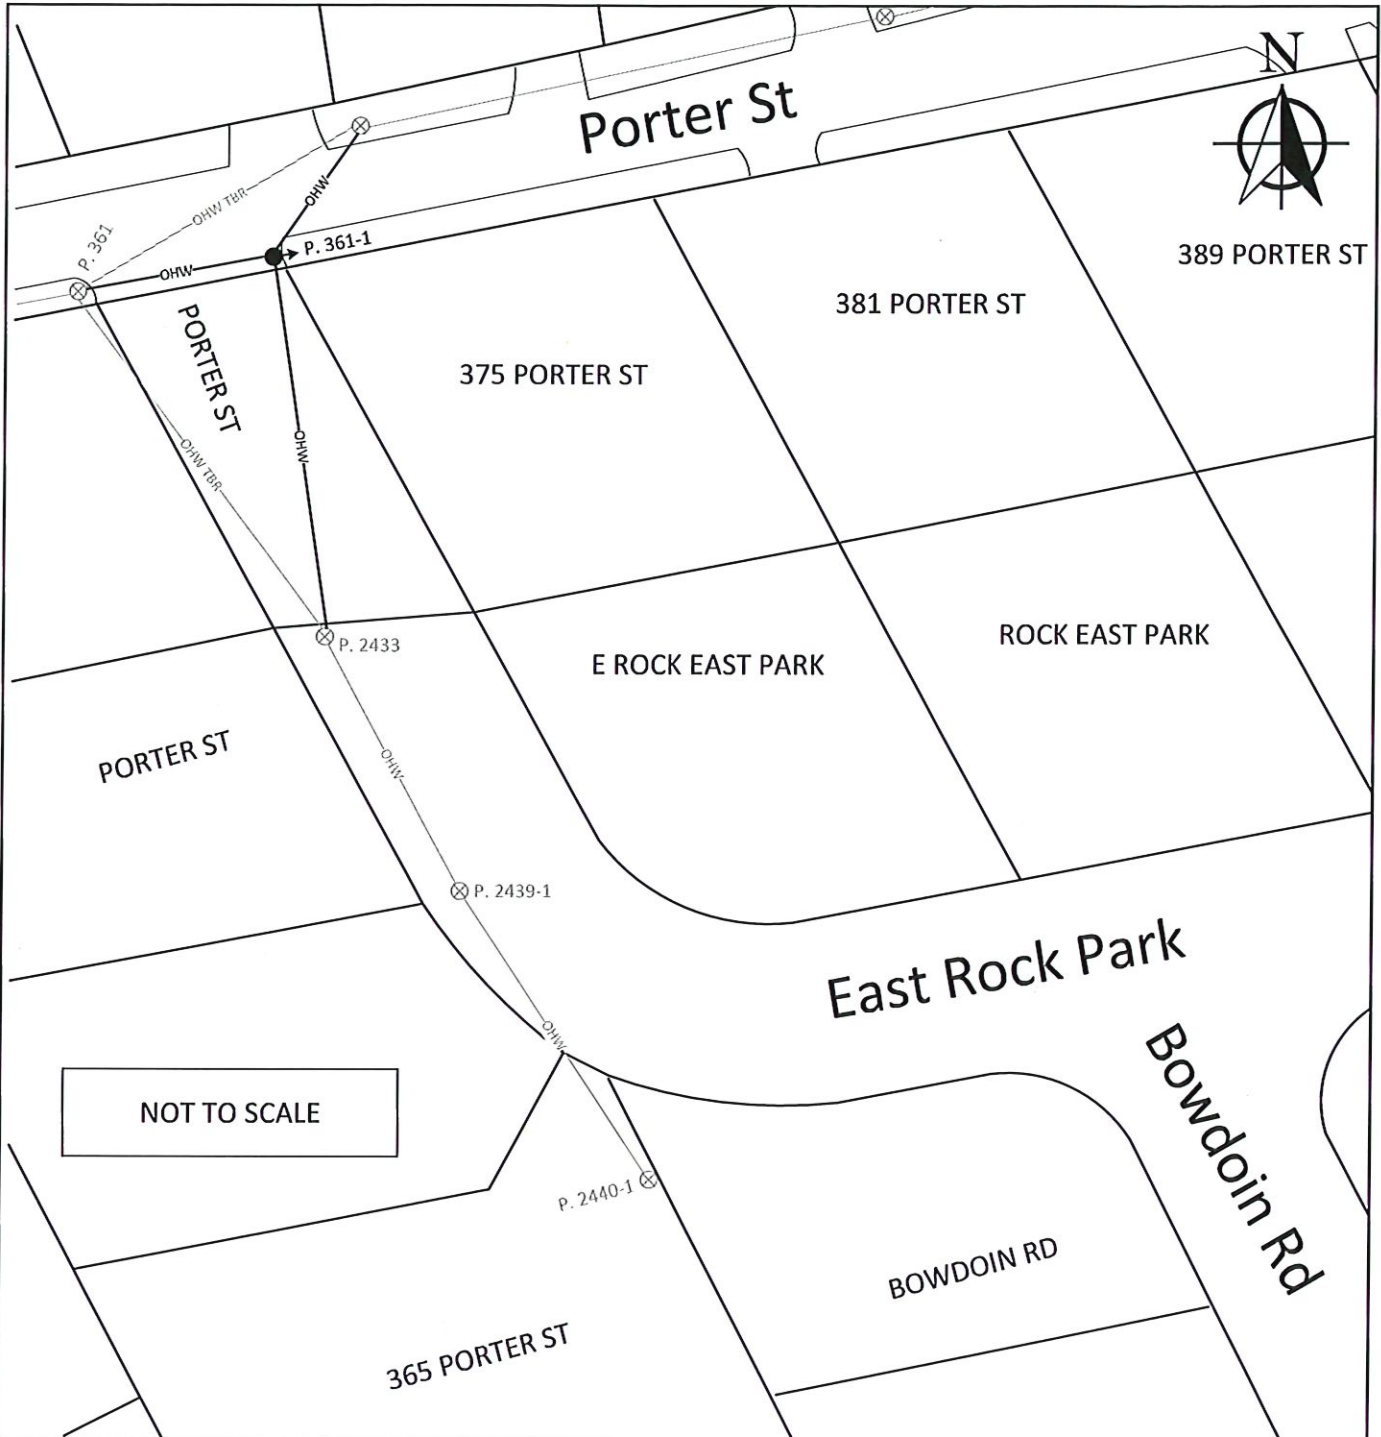 N
Porter St
OHW TBR
OHW
P. 361
P. 361-1
OHW
389 PORTER ST
381 PORTER ST
PORTER ST
375 PORTER ST
OHW TBR
OHW
P. 2433
ROCK EAST PARK
E ROCK EAST PARK
PORTER ST
OHW
P. 2439-1
East Rock Park
OHW
Bowdoin Rd
NOT TO SCALE
P. 2440-1
BOWDOIN RD
365 PORTER ST